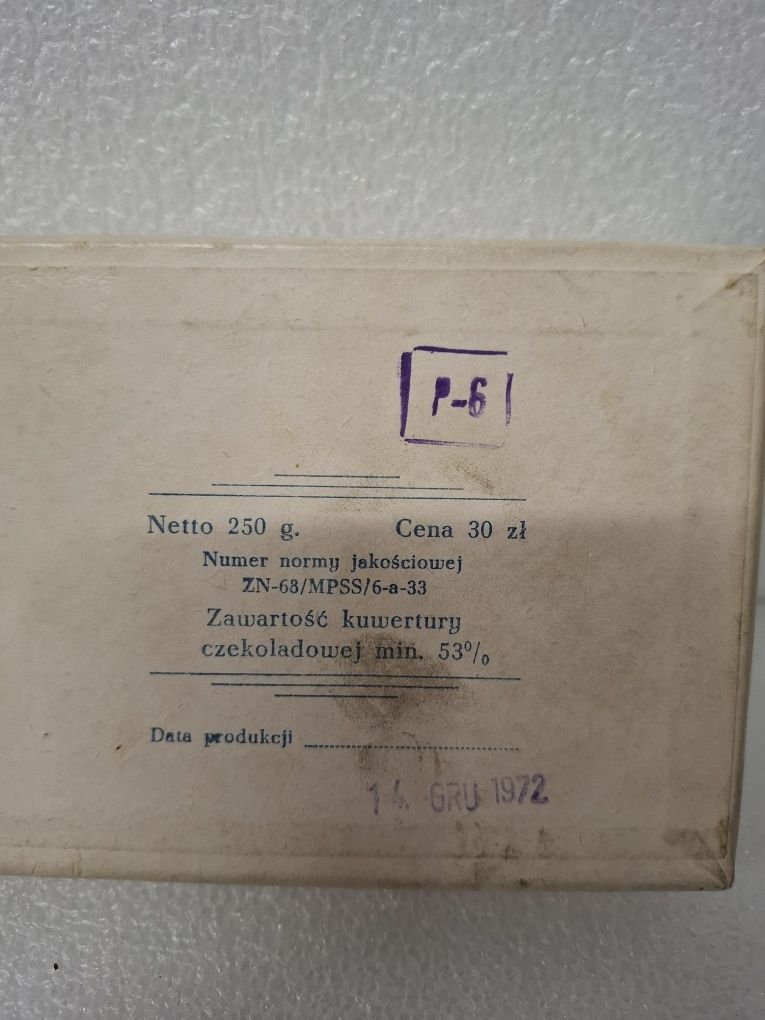 P-6
Netto 250 g. Cena 30 zł
Numer normy jakościowej
ZN-68/MPSS/6-a-33
Zawartość kuwertury
czekoladowej min. 53%
Data produkcji
14. GRU 1972